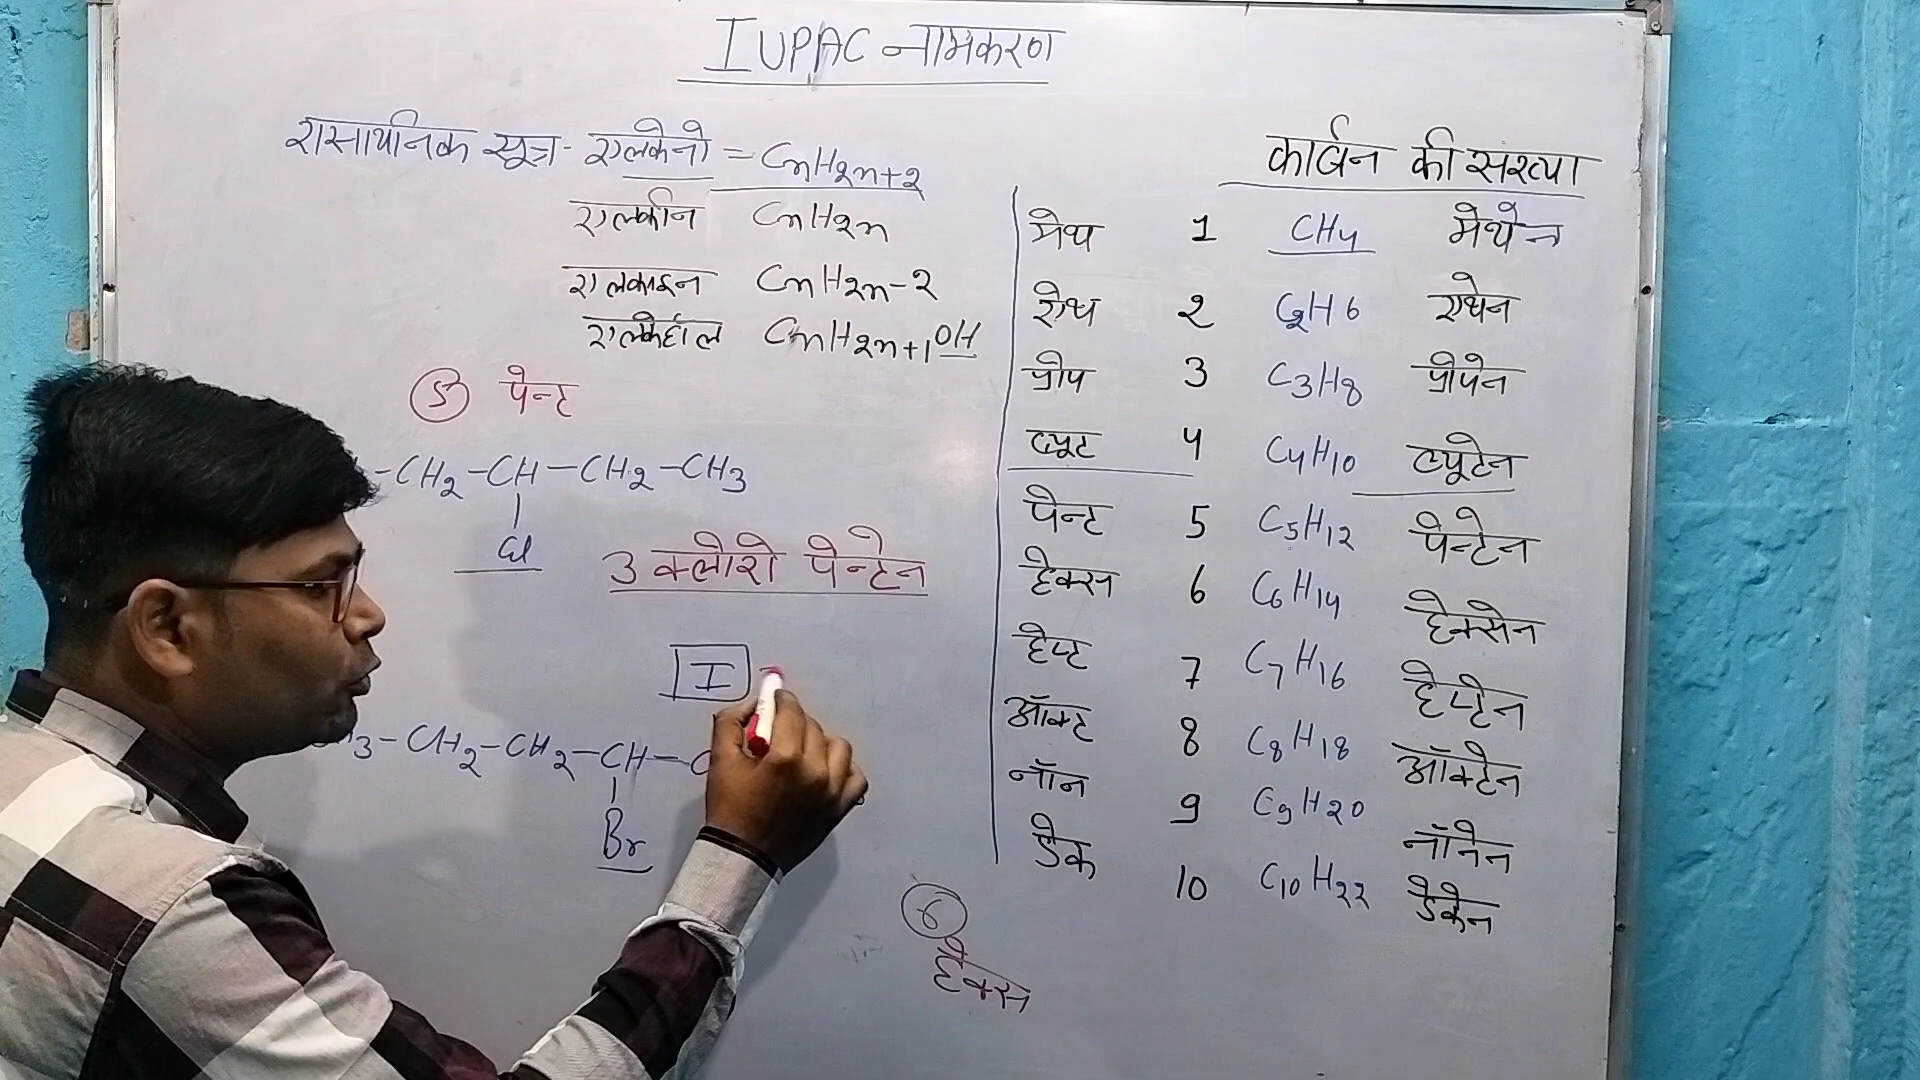 IUPAC नामकरण
रासायनिक सूत्र - एल्केनो = CnH2n+2
एल्कीन CnH2n
एल्काइन CnH2n-2
एल्कोहॉल CnH2n+1OH
5 पेन्ट
-CH2-CH-CH2-CH3
Cl
3 क्लोरो पेन्टेन
I
3-CH2-CH2-CH-C
Br
6
हैक्स
कार्बन की संख्या
मेथ 1 CH4 मेथेन
ऐथ 2 C2H6 एथेन
प्रोप 3 C3H8 प्रोपेन
ब्यूट 4 C4H10 ब्यूटेन
पेन्ट 5 C5H12 पेन्टेन
हैक्स 6 C6H14 हैक्सेन
हैप्ट 7 C7H16 हैप्टेन
ऑक्ट 8 C8H18 ऑक्टेन
नॉन 9 C9H20 नॉनेन
डेक 10 C10H22 डेकेन